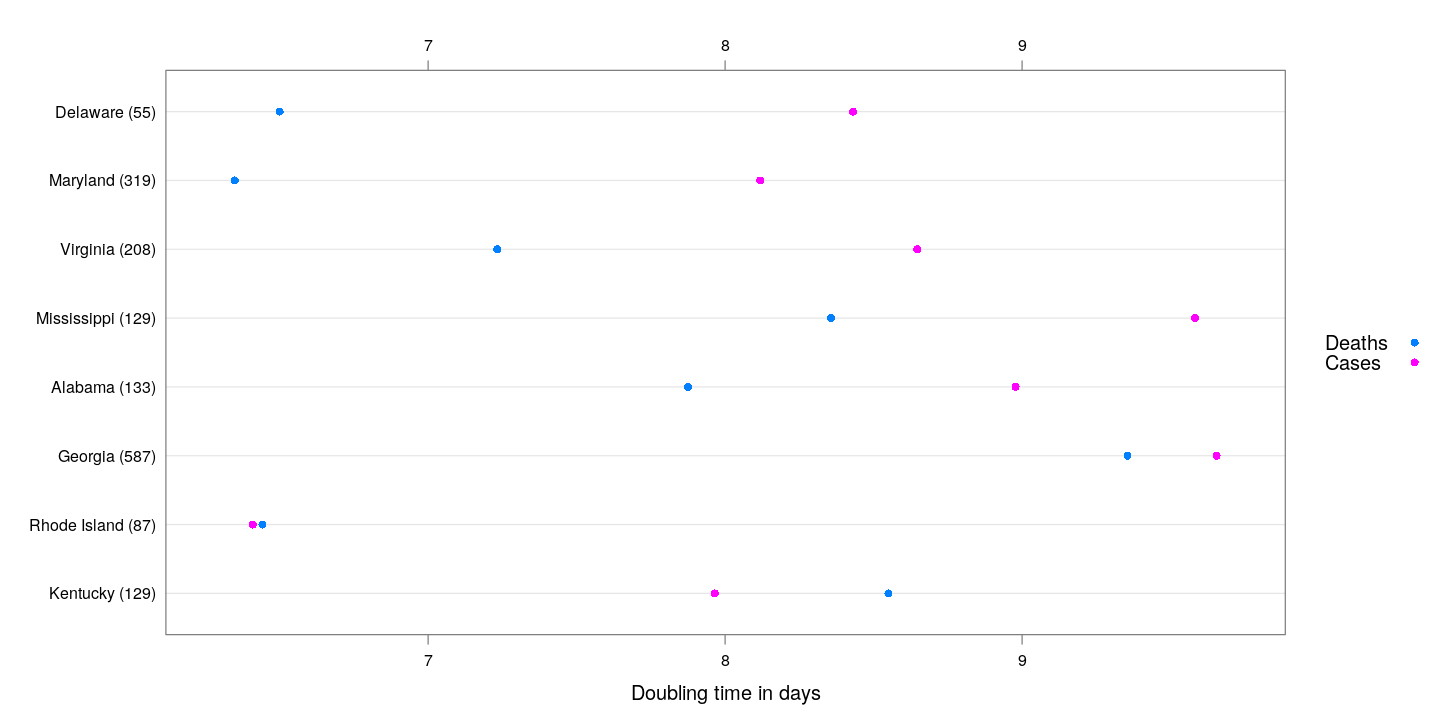 7 8 9
Delaware (55)
Maryland (319)
Virginia (208)
Mississippi (129)
Alabama (133)
Georgia (587)
Rhode Island (87)
Kentucky (129)
7 8 9
Doubling time in days
Deaths
Cases